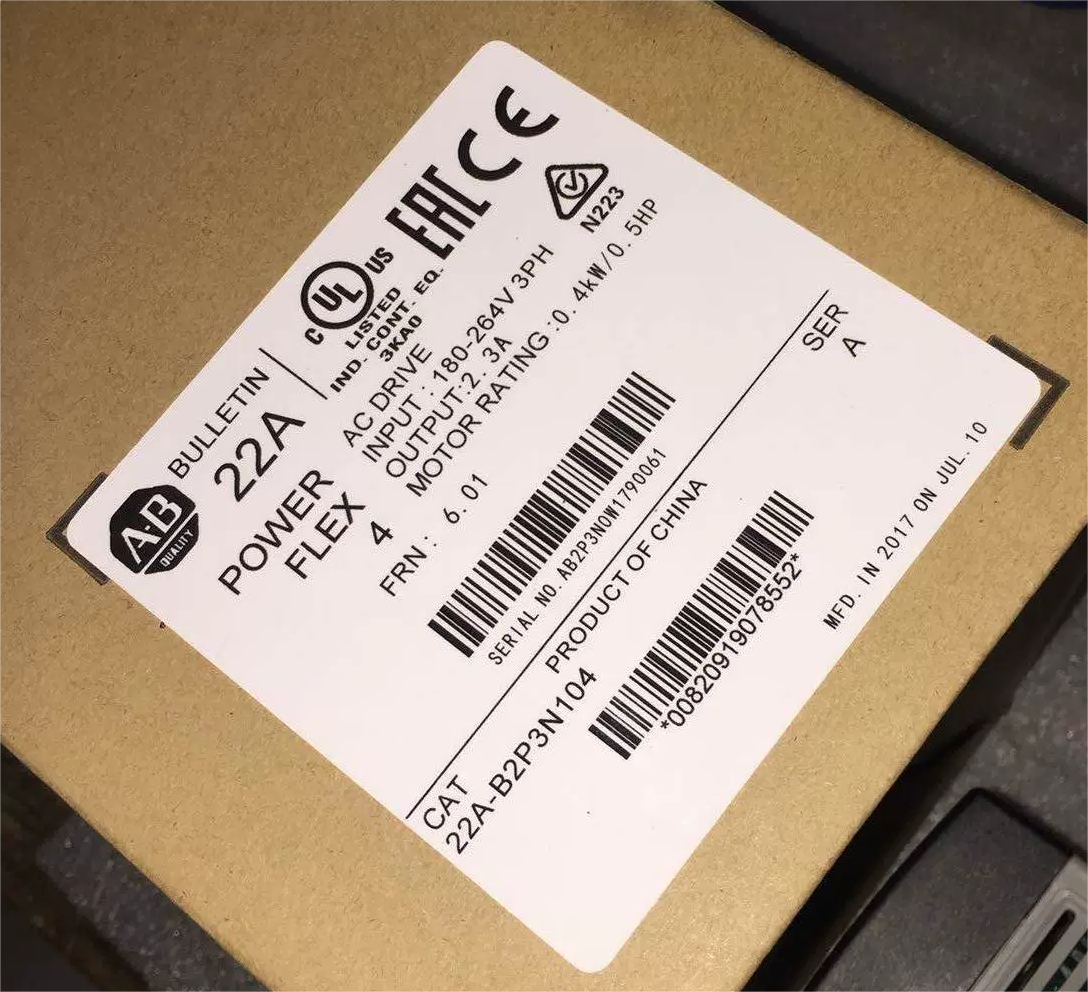 A-B
QUALITY
BULLETIN
22A
C UL US
LISTED
IND. CONT. EQ.
3KA0
EAC CE
N223
POWER
FLEX
4
AC DRIVE
INPUT : 180-264V 3PH
OUTPUT:2. 3A
MOTOR RATING:0. 4kW/0. 5HP
FRN : 6. 01
SERIAL NO. AB2P3N0W1790061
PRODUCT OF CHINA
CAT
22A-B2P3N104
SER
A
*00820919078552*
MFD. IN 2017 ON JUL. 10